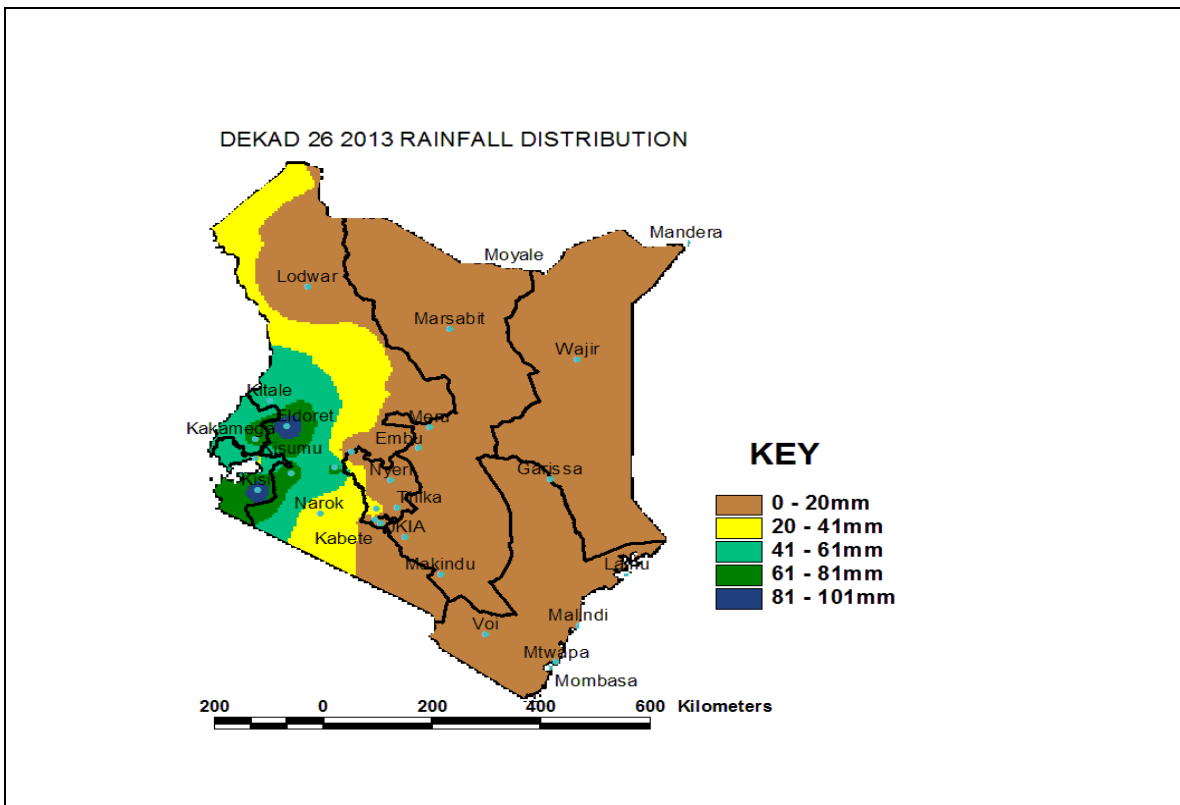 DEKAD 26 2013 RAINFALL DISTRIBUTION
Mandera
Moyale
Lodwar
Marsabit
Wajir
Kitale
Eldoret
Meru
Kakamega
Embu
Kisumu
Nyeri
Garissa
Kisi
Narok
Thika
JKIA
Kabete
Makindu
Lamu
Malindi
Voi
Mtwapa
Mombasa
KEY
0 - 20mm
20 - 41mm
41 - 61mm
61 - 81mm
81 - 101mm
200 0 200 400 600 Kilometers